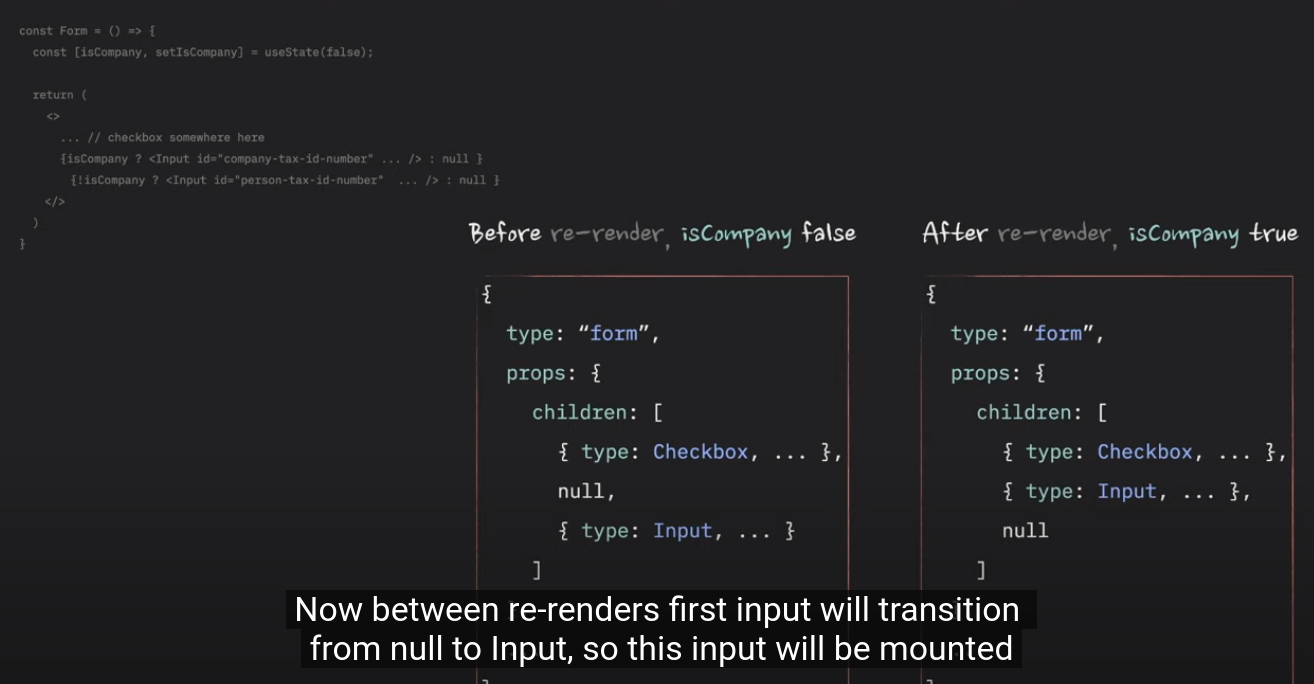 const Form = () => {
const [isCompany, setIsCompany] = useState(false);
return (
<>
... // checkbox somewhere here
{isCompany ? <Input id="company-tax-id-number" ... /> : null }
{!isCompany ? <Input id="person-tax-id-number" ... /> : null }
</>
)
}
Before re-render, isCompany false
{
type: “form”,
props: {
children: [
{ type: Checkbox, ... },
null,
{ type: Input, ... }
]
After re-render, isCompany true
{
type: “form”,
props: {
children: [
{ type: Checkbox, ... },
{ type: Input, ... },
null
]
Now between re-renders first input will transition
from null to Input, so this input will be mounted